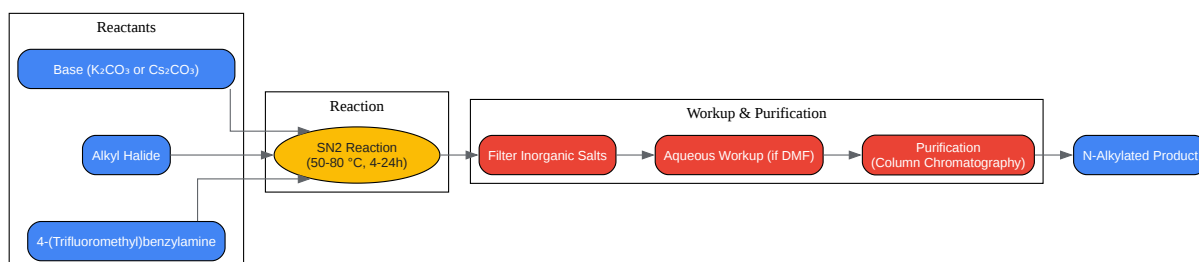 Reactants
Base (K₂CO₃ or Cs₂CO₃)
Alkyl Halide
4-(Trifluoromethyl)benzylamine
Reaction
SN2 Reaction
(50-80 °C, 4-24h)
Workup & Purification
Filter Inorganic Salts
Aqueous Workup (if DMF)
Purification
(Column Chromatography)
N-Alkylated Product